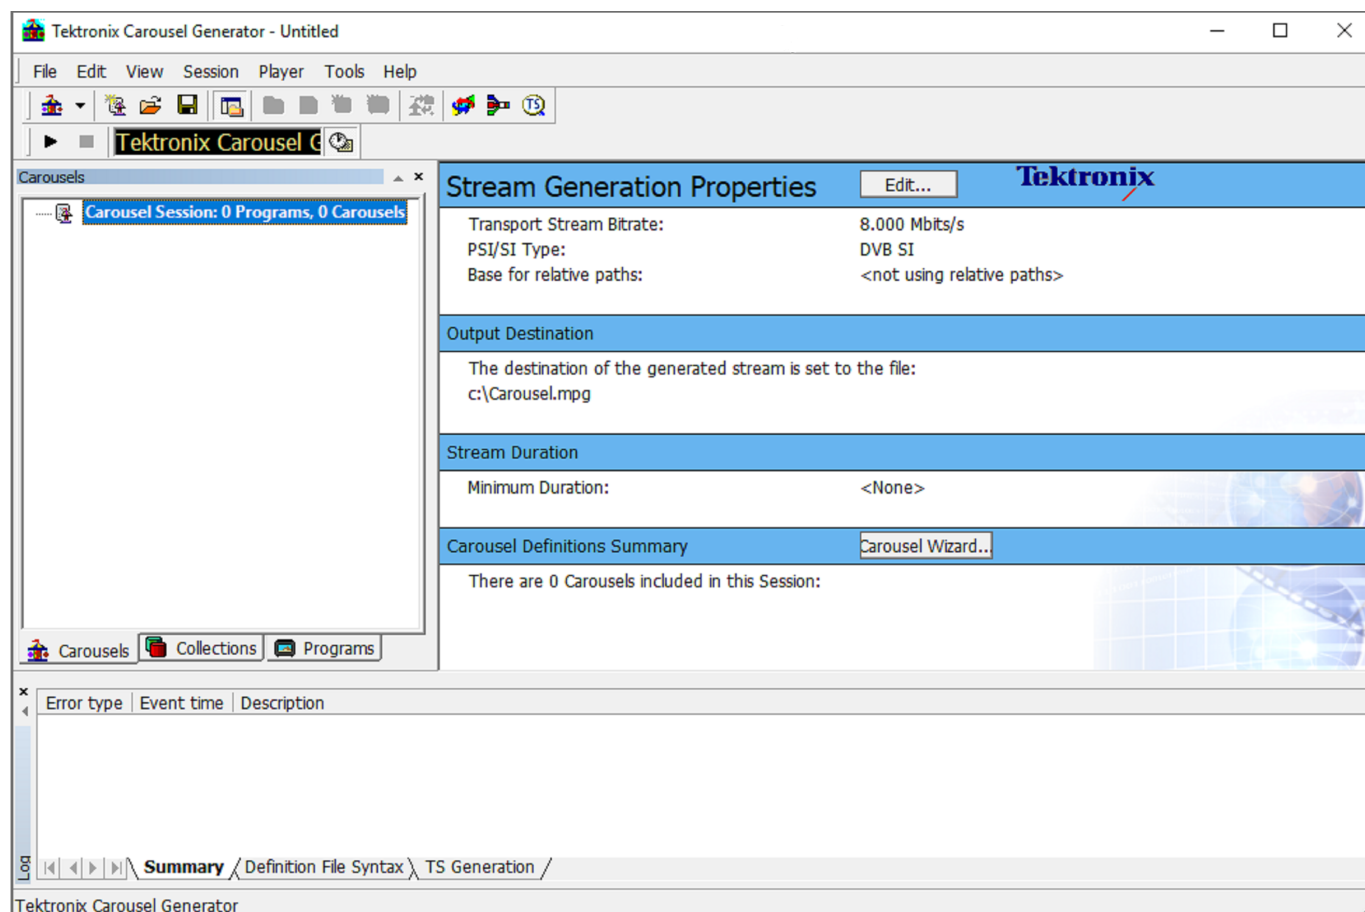 Tektronix Carousel Generator - Untitled
File Edit View Session Player Tools Help
TS
Tektronix Carousel G
Carousels
Carousel Session: 0 Programs, 0 Carousels
Carousels Collections Programs
Stream Generation Properties Edit... Tektronix
Transport Stream Bitrate: 8.000 Mbits/s
PSI/SI Type: DVB SI
Base for relative paths: <not using relative paths>
Output Destination
The destination of the generated stream is set to the file:
c:\Carousel.mpg
Stream Duration
Minimum Duration: <None>
Carousel Definitions Summary Carousel Wizard...
There are 0 Carousels included in this Session:
Error type Event time Description
Log
Summary Definition File Syntax TS Generation
Tektronix Carousel Generator